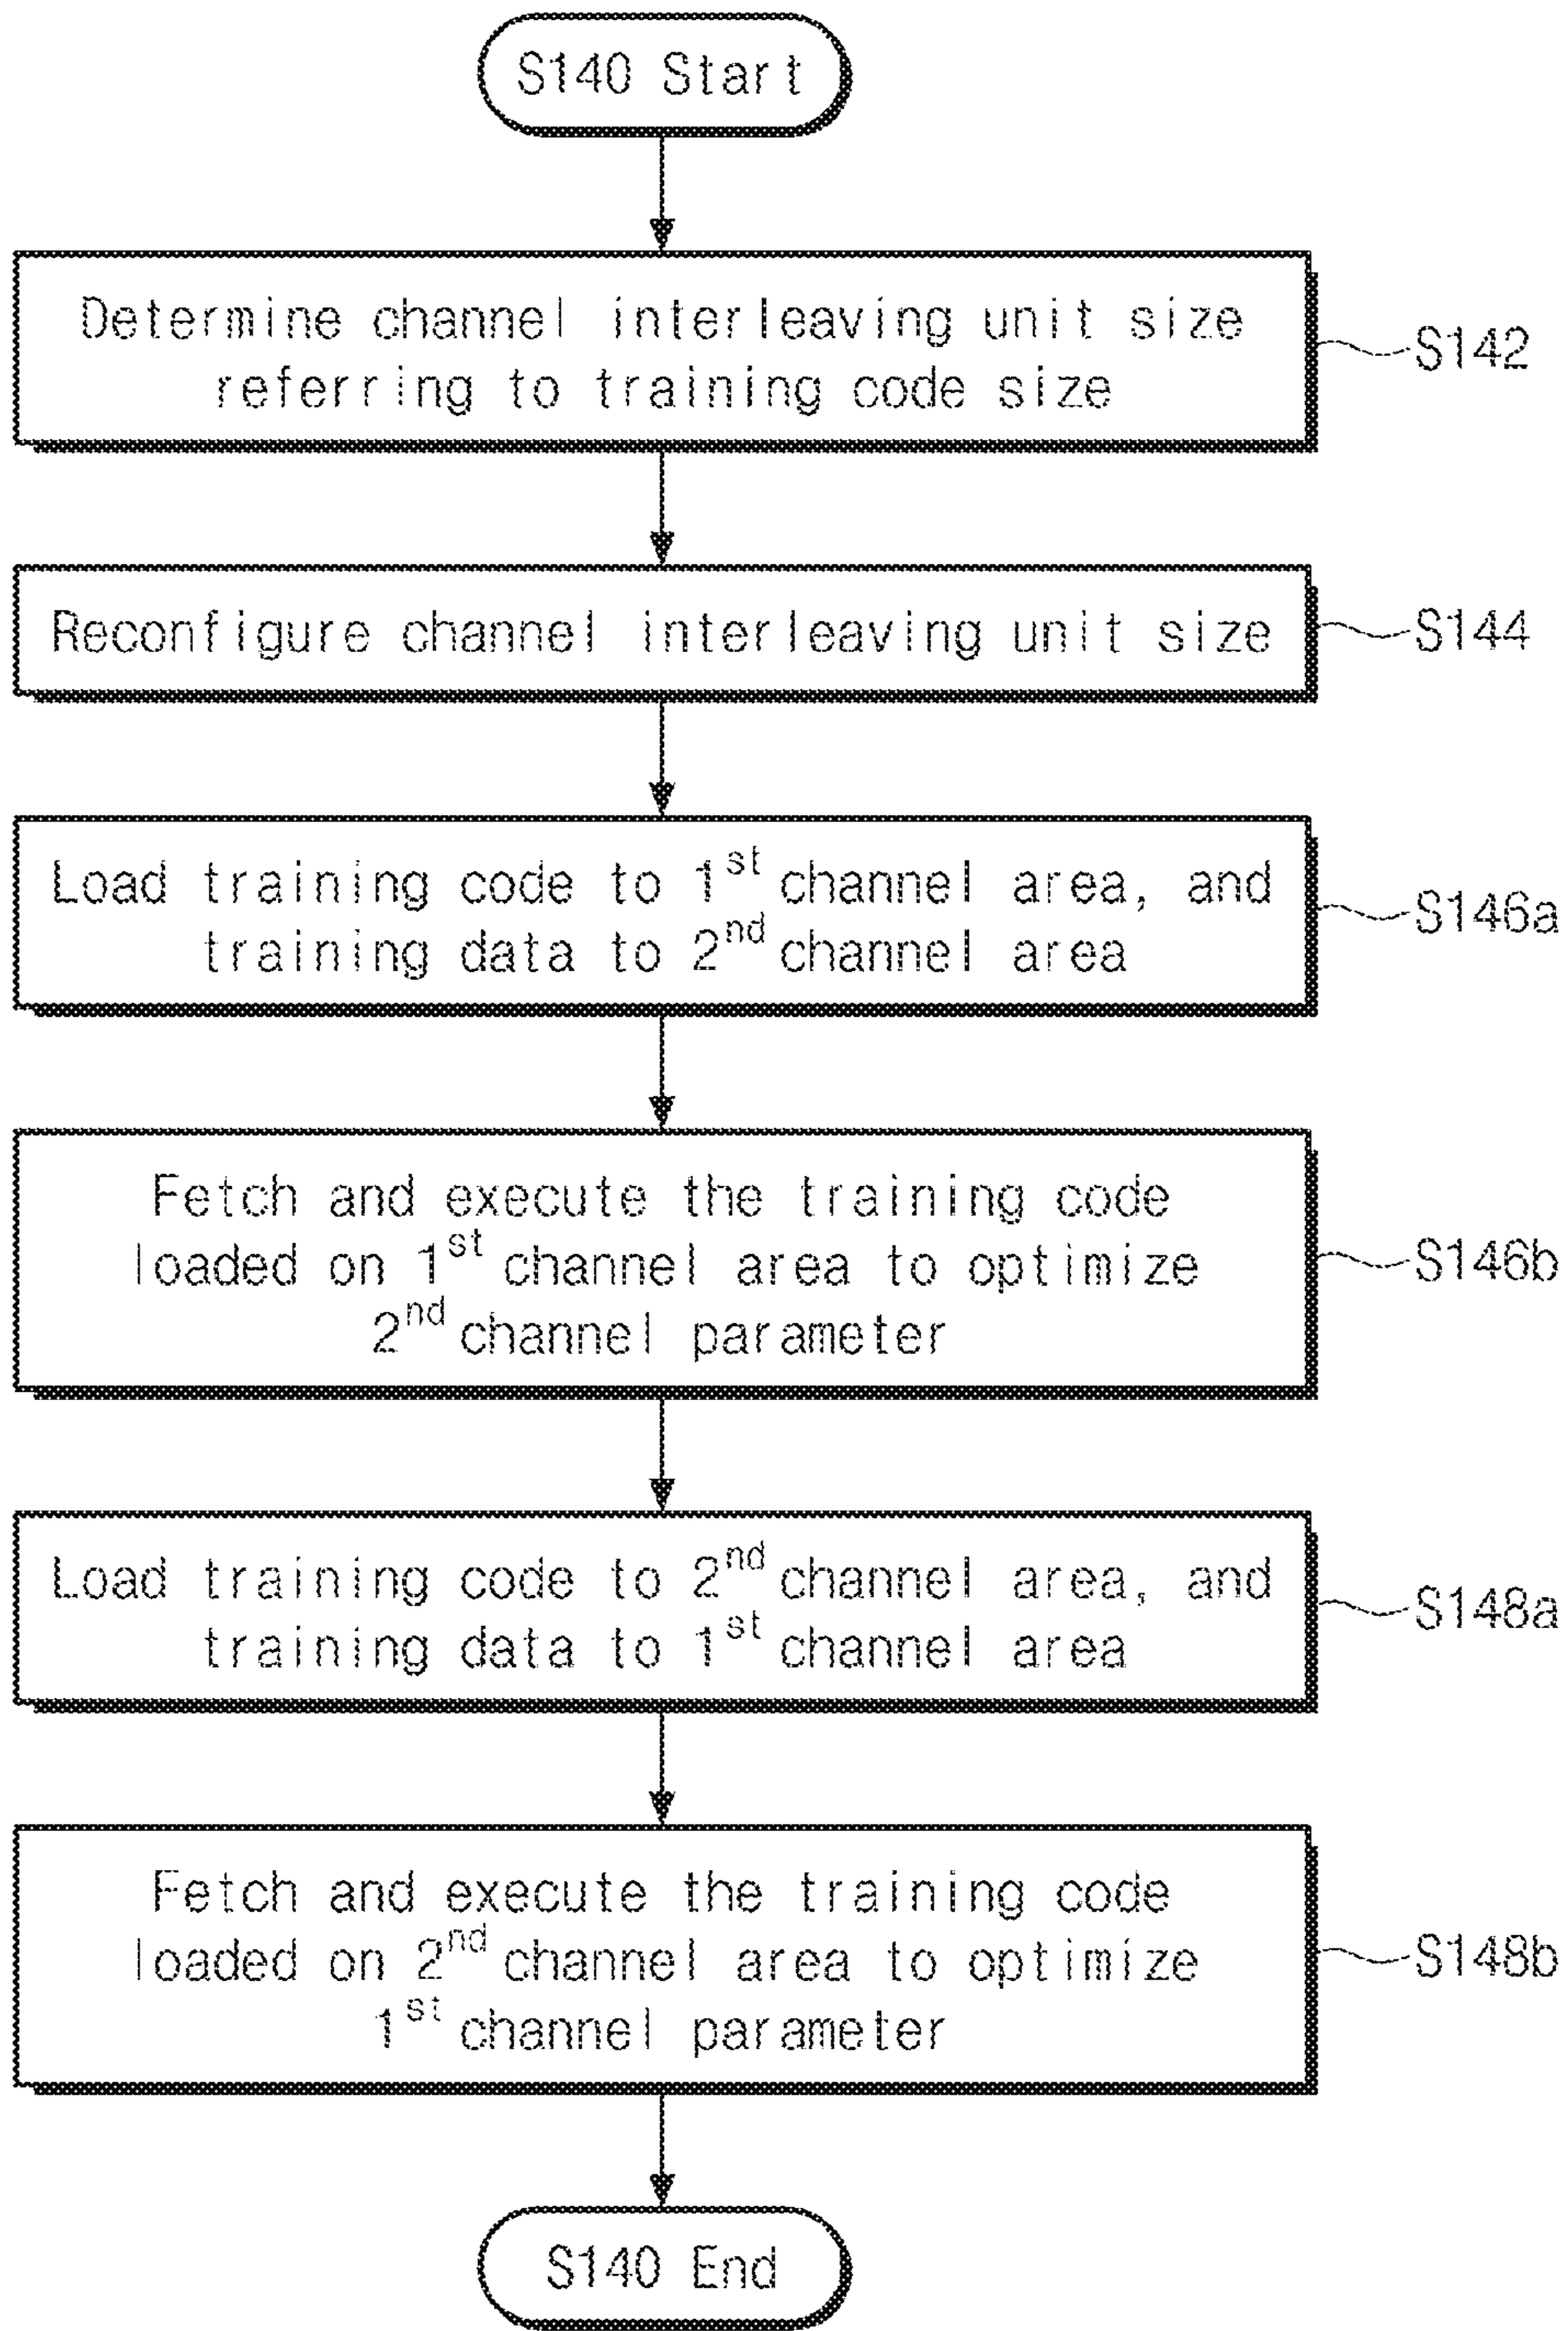 S140 Start
Determine channel interleaving unit size
referring to training code size
S142
Reconfigure channel interleaving unit size
S144
Load training code to 1st channel area, and
training data to 2nd channel area
S146a
Fetch and execute the training code
loaded on 1st channel area to optimize
2nd channel parameter
S146b
Load training code to 2nd channel area, and
training data to 1st channel area
S148a
Fetch and execute the training code
loaded on 2nd channel area to optimize
1st channel parameter
S148b
S140 End